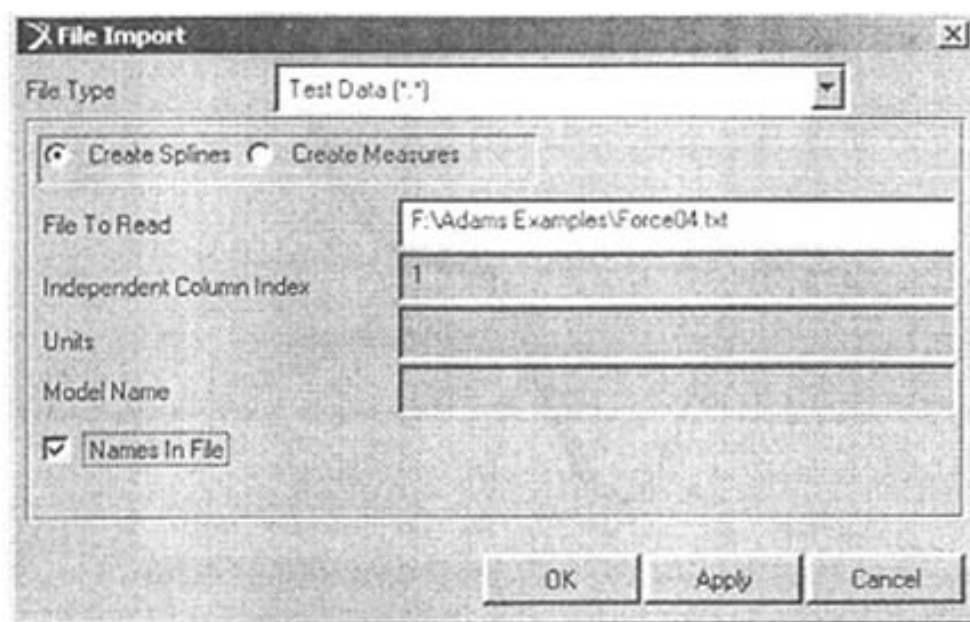 File Import
File Type Test Data (*.*)
Create Splines Create Measures
File To Read F:\Adams Examples\Force04.txt
Independent Column Index 1
Units
Model Name
Names In File
OK Apply Cancel